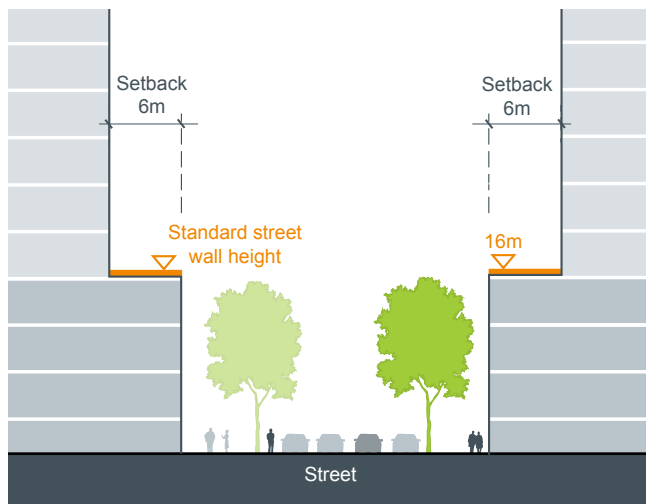 Setback
6m
Setback
6m
Standard street
wall height
16m
Street